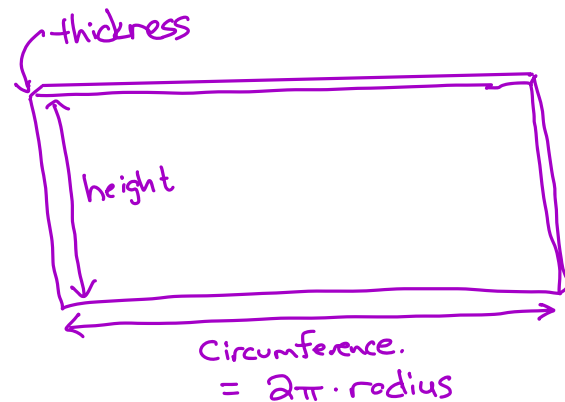 thickness
height
Circumference.
= 2π · radius